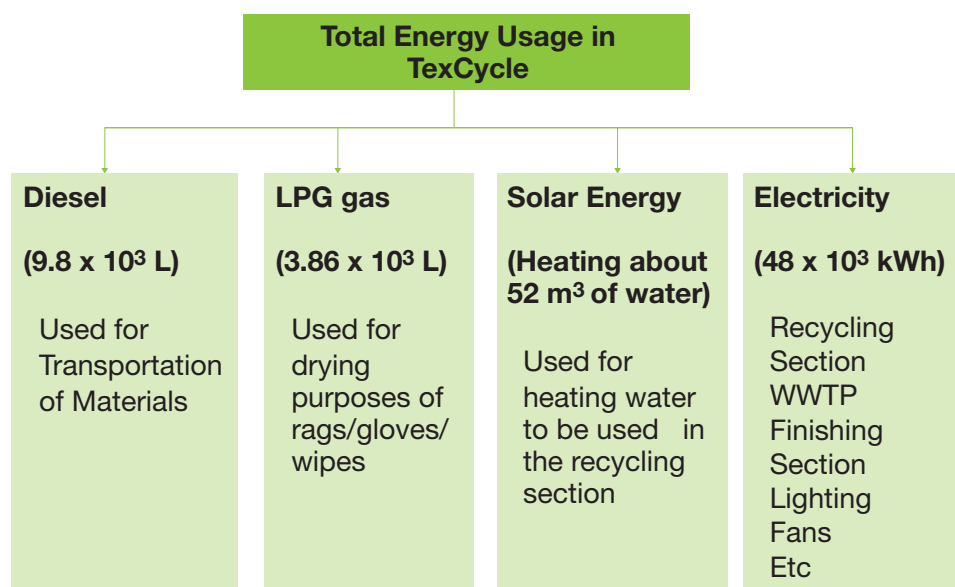 Total Energy Usage in
TexCycle
Diesel
(9.8 x 10³ L)
Used for
Transportation
of Materials
LPG gas
(3.86 x 10³ L)
Used for
drying
purposes of
rags/gloves/
wipes
Solar Energy
(Heating about
52 m³ of water)
Used for
heating water
to be used in
the recycling
section
Electricity
(48 x 10³ kWh)
Recycling
Section
WWTP
Finishing
Section
Lighting
Fans
Etc